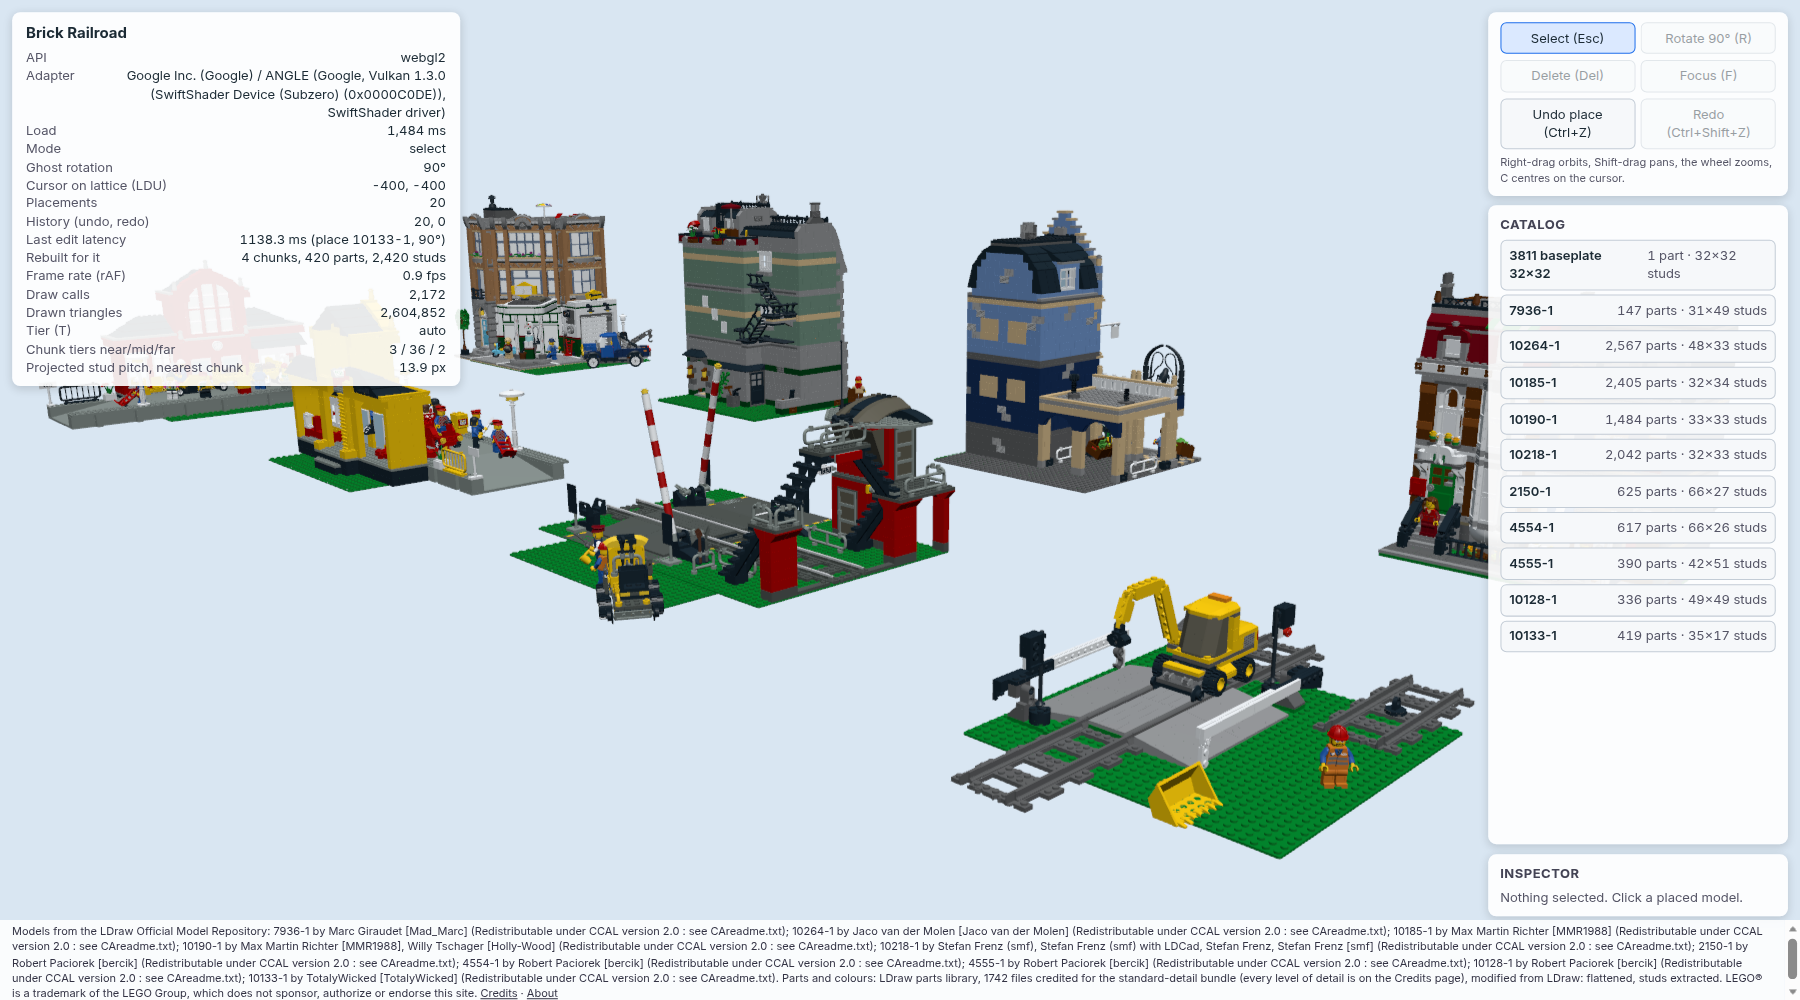 Brick Railroad
API webgl2
Adapter Google Inc. (Google) / ANGLE (Google, Vulkan 1.3.0
(SwiftShader Device (Subzero) (0x0000C0DE)),
SwiftShader driver)
Load 1,484 ms
Mode select
Ghost rotation 90°
Cursor on lattice (LDU) -400, -400
Placements 20
History (undo, redo) 20, 0
Last edit latency 1138.3 ms (place 10133-1, 90°)
Rebuilt for it 4 chunks, 420 parts, 2,420 studs
Frame rate (rAF) 0.9 fps
Draw calls 2,172
Drawn triangles 2,604,852
Tier (T) auto
Chunk tiers near/mid/far 3 / 36 / 2
Projected stud pitch, nearest chunk 13.9 px
Select (Esc) Rotate 90° (R)
Delete (Del) Focus (F)
Undo place (Ctrl+Z) Redo (Ctrl+Shift+Z)
Right-drag orbits, Shift-drag pans, the wheel zooms,
C centres on the cursor.
CATALOG
3811 baseplate 32×32 1 part · 32×32 studs
7936-1 147 parts · 31×49 studs
10264-1 2,567 parts · 48×33 studs
10185-1 2,405 parts · 32×34 studs
10190-1 1,484 parts · 33×33 studs
10218-1 2,042 parts · 32×33 studs
2150-1 625 parts · 66×27 studs
4554-1 617 parts · 66×26 studs
4555-1 390 parts · 42×51 studs
10128-1 336 parts · 49×49 studs
10133-1 419 parts · 35×17 studs
INSPECTOR
Nothing selected. Click a placed model.
Models from the LDraw Official Model Repository: 7936-1 by Marc Giraudet [Mad_Marc] (Redistributable under CCAL version 2.0 : see CAreadme.txt); 10264-1 by Jaco van der Molen [Jaco van der Molen] (Redistributable under CCAL version 2.0 : see CAreadme.txt); 10185-1 by Max Martin Richter [MMR1988] (Redistributable under CCAL
version 2.0 : see CAreadme.txt); 10190-1 by Max Martin Richter [MMR1988], Willy Tschager [Holly-Wood] (Redistributable under CCAL version 2.0 : see CAreadme.txt); 10218-1 by Stefan Frenz (smf), Stefan Frenz (smf) with LDCad, Stefan Frenz, Stefan Frenz [smf] (Redistributable under CCAL version 2.0 : see CAreadme.txt); 2150-1 by
Robert Paciorek [bercik] (Redistributable under CCAL version 2.0 : see CAreadme.txt); 4554-1 by Robert Paciorek [bercik] (Redistributable under CCAL version 2.0 : see CAreadme.txt); 4555-1 by Robert Paciorek [bercik] (Redistributable under CCAL version 2.0 : see CAreadme.txt); 10128-1 by Robert Paciorek [bercik] (Redistributable
under CCAL version 2.0 : see CAreadme.txt); 10133-1 by TotalyWicked [TotalyWicked] (Redistributable under CCAL version 2.0 : see CAreadme.txt). Parts and colours: LDraw parts library, 1742 files credited for the standard-detail bundle (every level of detail is on the Credits page), modified from LDraw: flattened, studs extracted. LEGO®
is a trademark of the LEGO Group, which does not sponsor, authorize or endorse this site. Credits · About